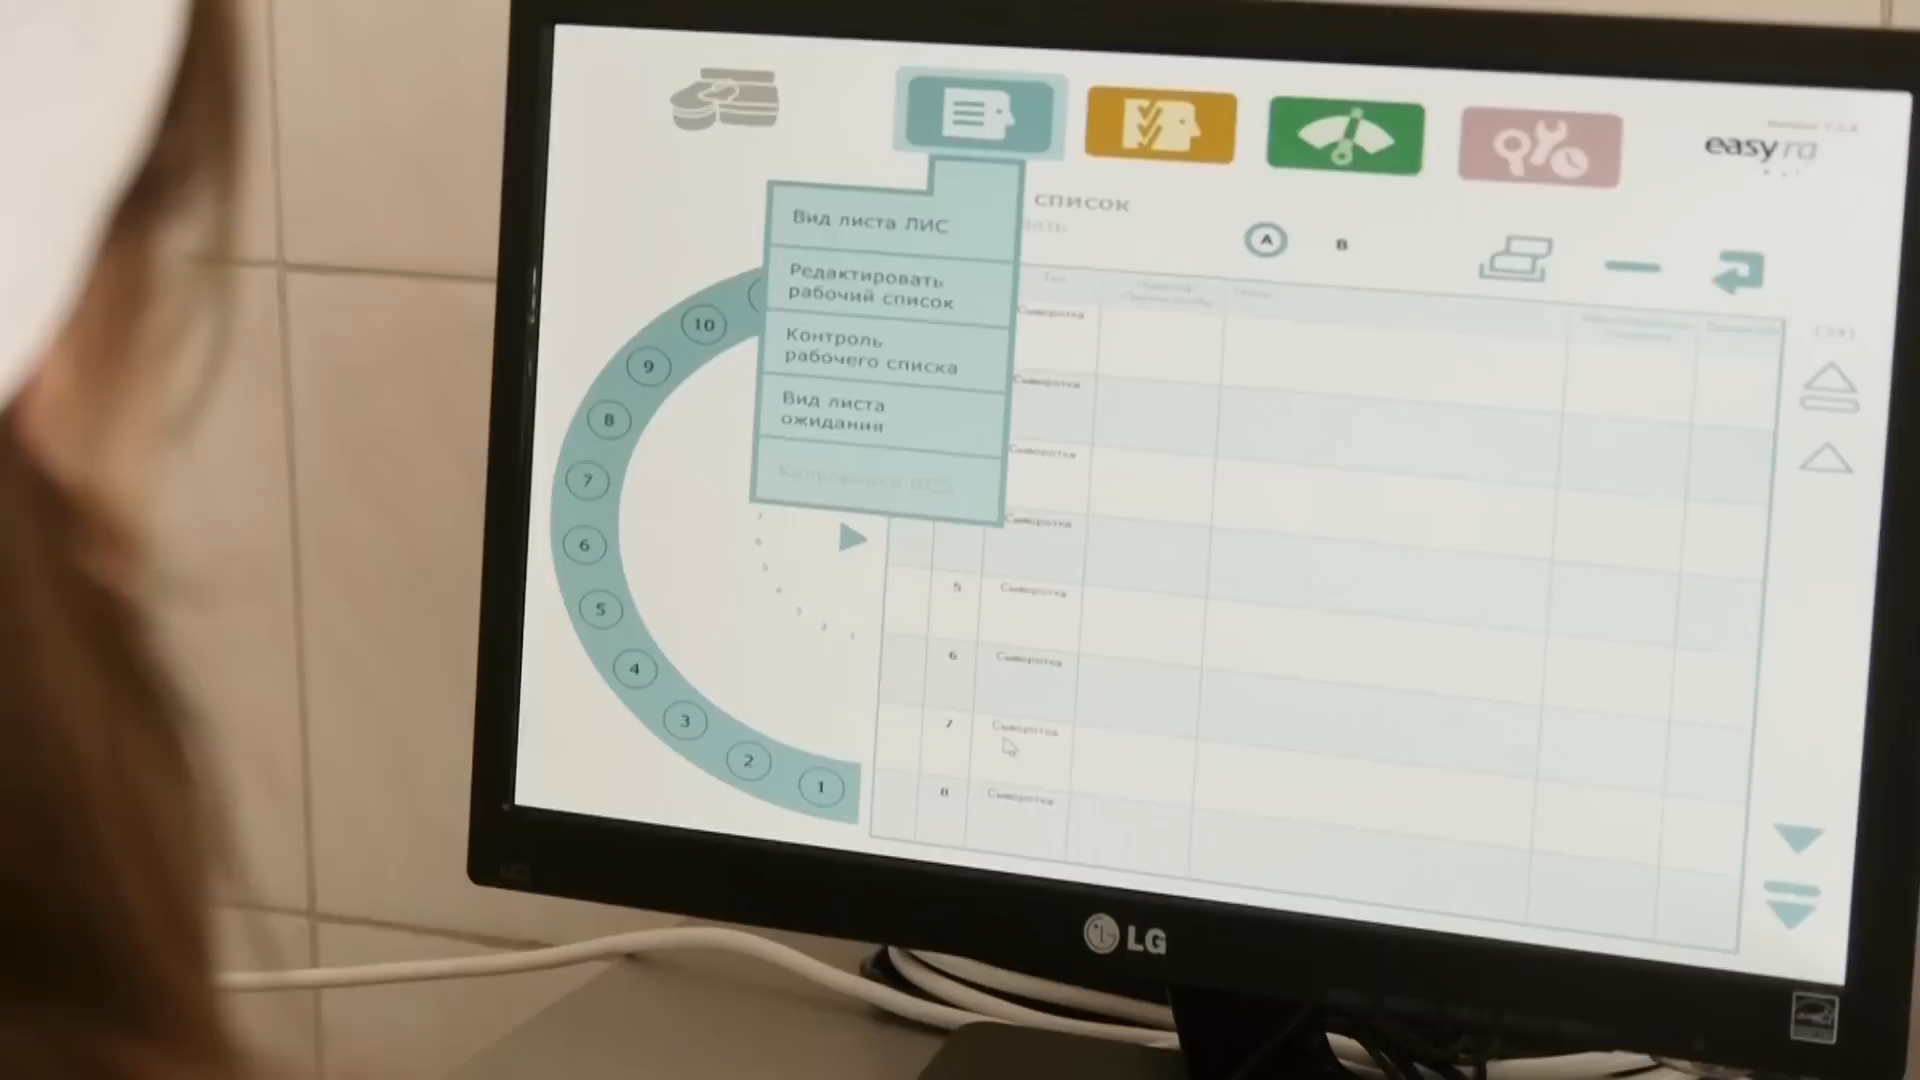 easyra
Вид листа ЛИС
Редактировать
рабочий список
Контроль
рабочего списка
Вид листа
ожидания
список
A
B
Сыворотка
Сыворотка
Сыворотка
Сыворотка
5 Сыворотка
6 Сыворотка
7 Сыворотка
8 Сыворотка
10
9
8
7
6
5
4
3
2
1
LG